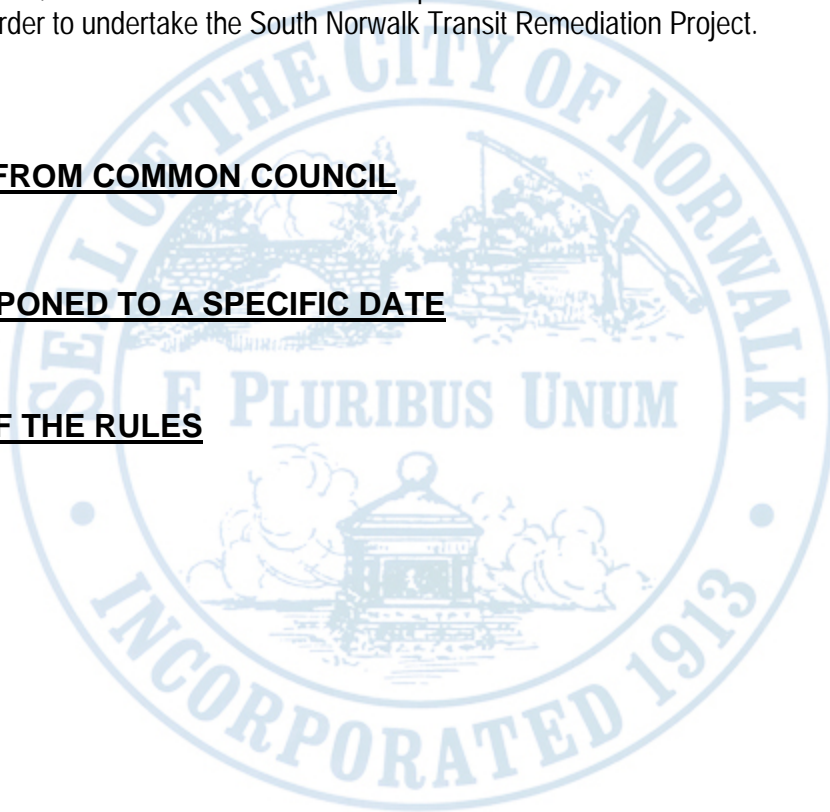 order to undertake the South Norwalk Transit Remediation Project.
SEAL OF THE CITY OF NORWALK
FROM COMMON COUNCIL
PONED TO A SPECIFIC DATE
E PLURIBUS UNUM
F THE RULES
INCORPORATED 1913